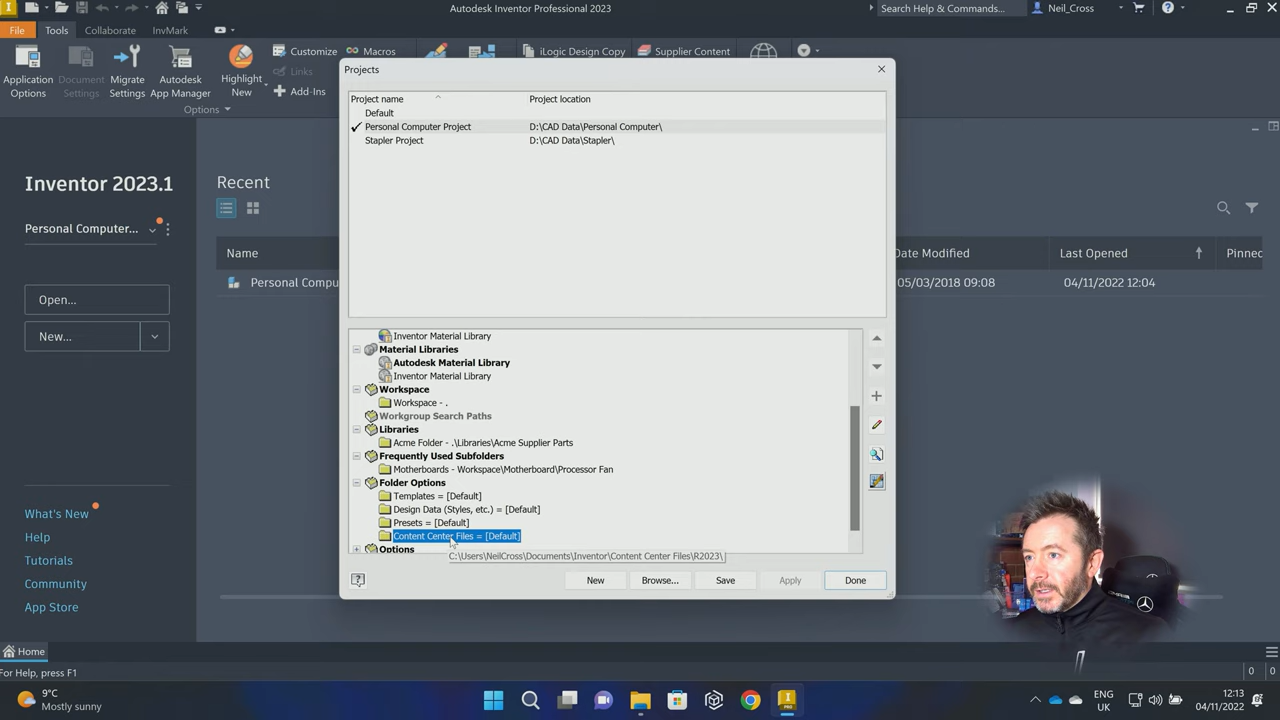 Autodesk Inventor Professional 2023
Search Help & Commands...
Neil_Cross
File
Tools
Collaborate
InvMark
Application Options
Document Settings
Migrate Settings
Autodesk App Manager
Highlight New
Customize
Macros
Links
Add-Ins
iLogic Design Copy
Supplier Content
Options
Projects
Project name
Project location
Default
Personal Computer Project
D:\CAD Data\Personal Computer\
Stapler Project
D:\CAD Data\Stapler\
Inventor 2023.1
Personal Computer...
Open...
New...
What's New
Help
Tutorials
Community
App Store
Recent
Name
Date Modified
Last Opened
Pinned
Personal Compu
05/03/2018 09:08
04/11/2022 12:04
Inventor Material Library
Material Libraries
Autodesk Material Library
Inventor Material Library
Workspace
Workspace - .
Workgroup Search Paths
Libraries
Acme Folder - .\Libraries\Acme Supplier Parts
Frequently Used Subfolders
Motherboards - Workspace\Motherboard\Processor Fan
Folder Options
Templates = [Default]
Design Data (Styles, etc.) = [Default]
Presets = [Default]
Content Center Files = [Default]
Options
C:\Users\NeilCross\Documents\Inventor\Content Center Files\R2023\
New
Browse...
Save
Apply
Done
Home
For Help, press F1
0
0
9°C
Mostly sunny
PRO
ENG
UK
12:13
04/11/2022